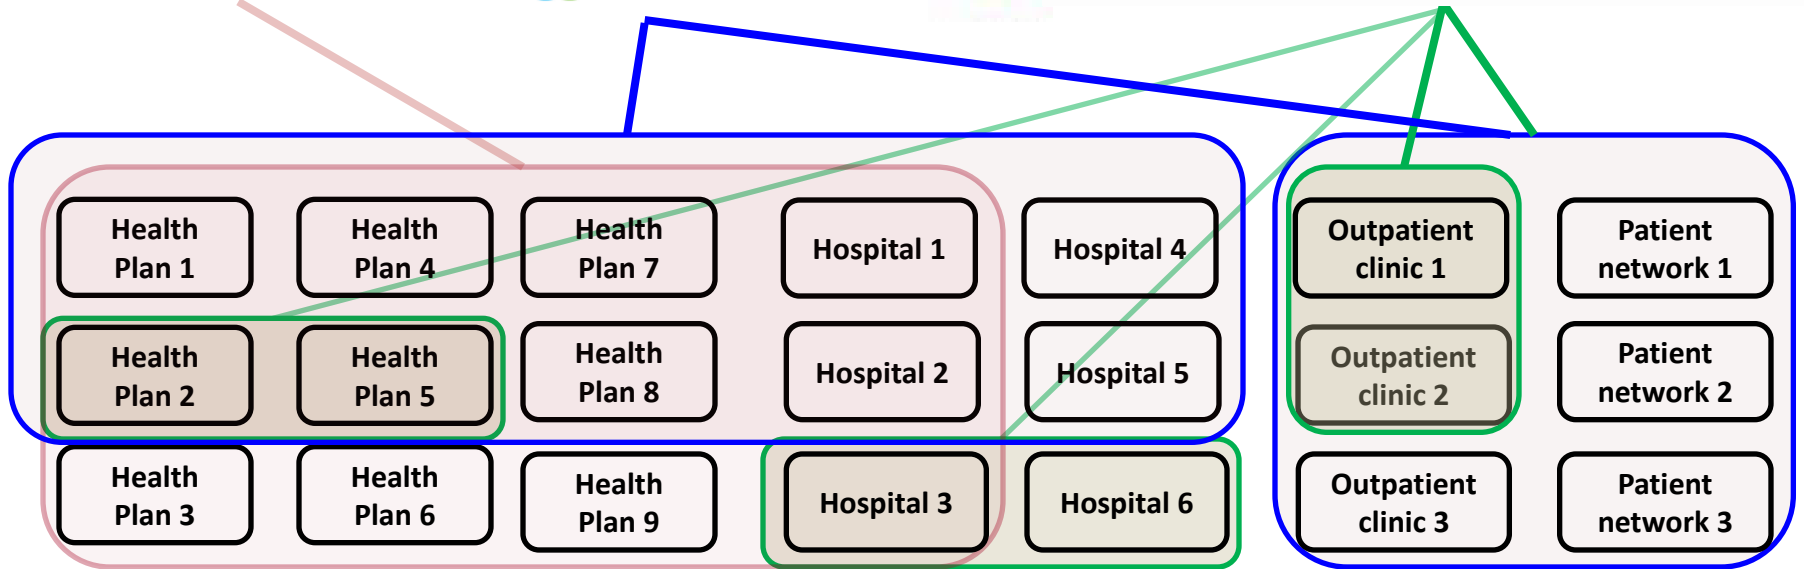 Health
Plan 1
Health
Plan 4
Health
Plan 7
Hospital 1
Hospital 4
Outpatient
clinic 1
Patient
network 1
Health
Plan 2
Health
Plan 5
Health
Plan 8
Hospital 2
Hospital 5
Outpatient
clinic 2
Patient
network 2
Health
Plan 3
Health
Plan 6
Health
Plan 9
Hospital 3
Hospital 6
Outpatient
clinic 3
Patient
network 3